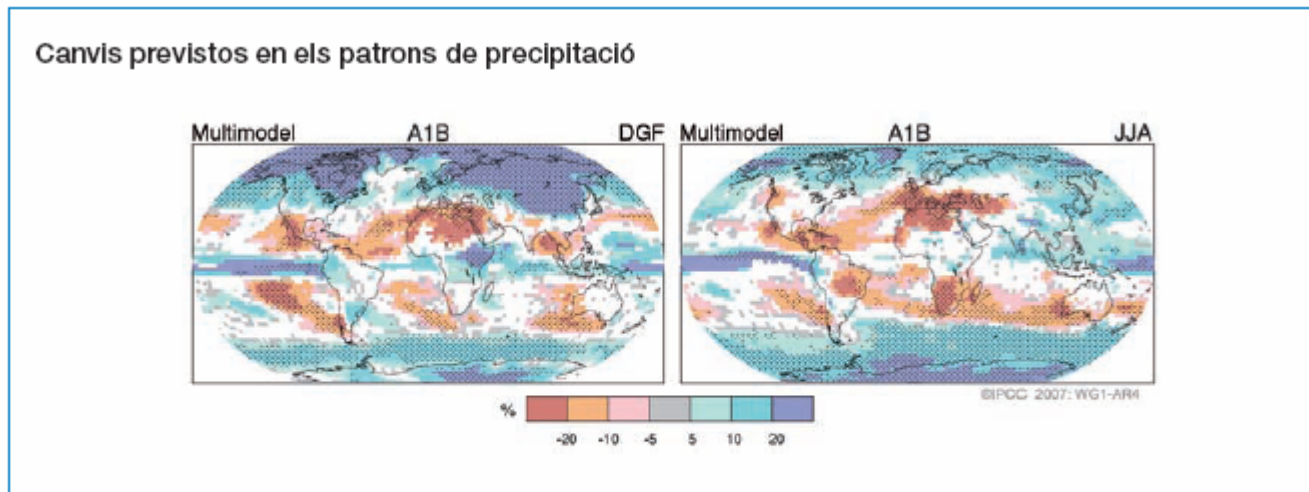 Canvis previstos en els patrons de precipitació
Multimodel A1B DGF Multimodel A1B JJA
©IPCC 2007: WG1-AR4
%
-20 -10 -5 5 10 20